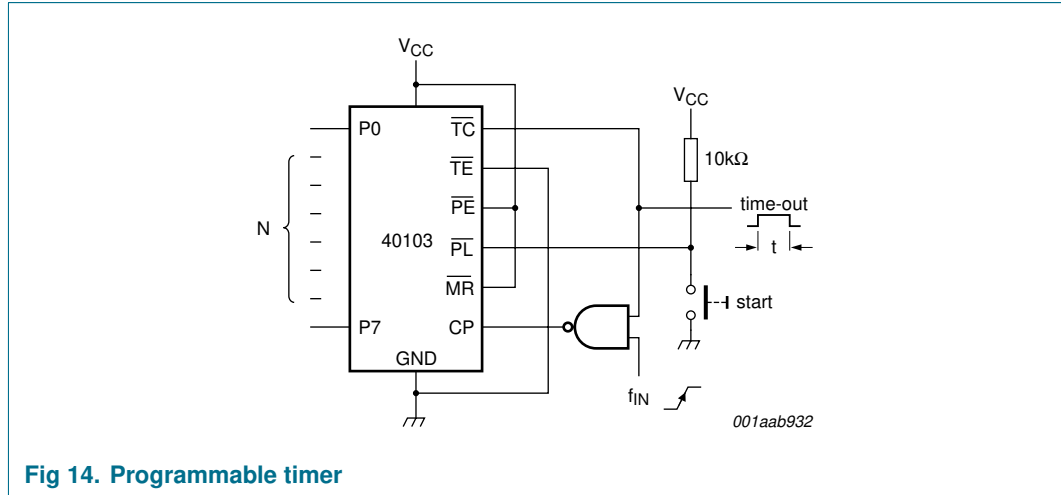 VCC
VCC
P0
TC
TE
10kΩ
PE
time-out
N
40103
PL
t
MR
start
P7
CP
GND
fIN
001aab932
Fig 14. Programmable timer